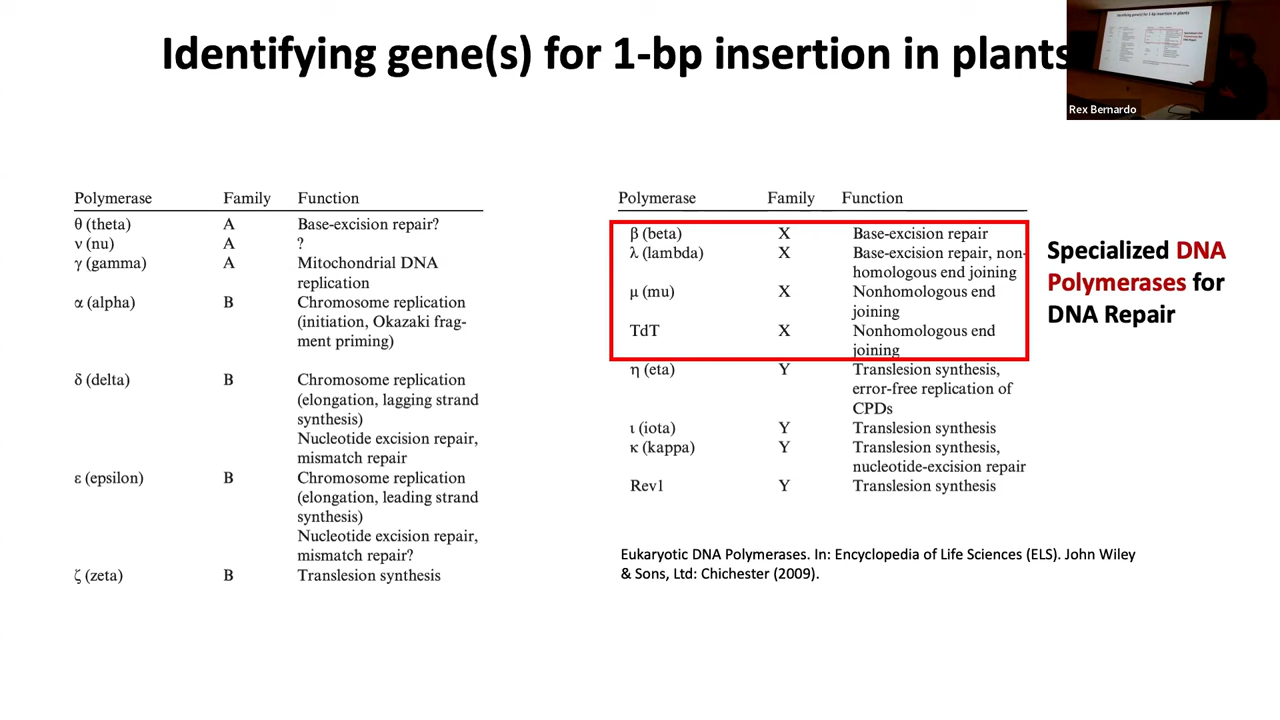 Identifying gene(s) for 1-bp insertion in plants
Rex Bernardo
Polymerase Family Function
θ (theta) A Base-excision repair?
ν (nu) A ?
γ (gamma) A Mitochondrial DNA
replication
α (alpha) B Chromosome replication
(initiation, Okazaki frag-
ment priming)
δ (delta) B Chromosome replication
(elongation, lagging strand
synthesis)
Nucleotide excision repair,
mismatch repair
ε (epsilon) B Chromosome replication
(elongation, leading strand
synthesis)
Nucleotide excision repair,
mismatch repair?
ζ (zeta) B Translesion synthesis
Polymerase Family Function
β (beta) X Base-excision repair
λ (lambda) X Base-excision repair, non-
homologous end joining
μ (mu) X Nonhomologous end
joining
TdT X Nonhomologous end
joining
η (eta) Y Translesion synthesis,
error-free replication of
CPDs
ι (iota) Y Translesion synthesis
κ (kappa) Y Translesion synthesis,
nucleotide-excision repair
Rev1 Y Translesion synthesis
Specialized DNA
Polymerases for
DNA Repair
Eukaryotic DNA Polymerases. In: Encyclopedia of Life Sciences (ELS). John Wiley
& Sons, Ltd: Chichester (2009).